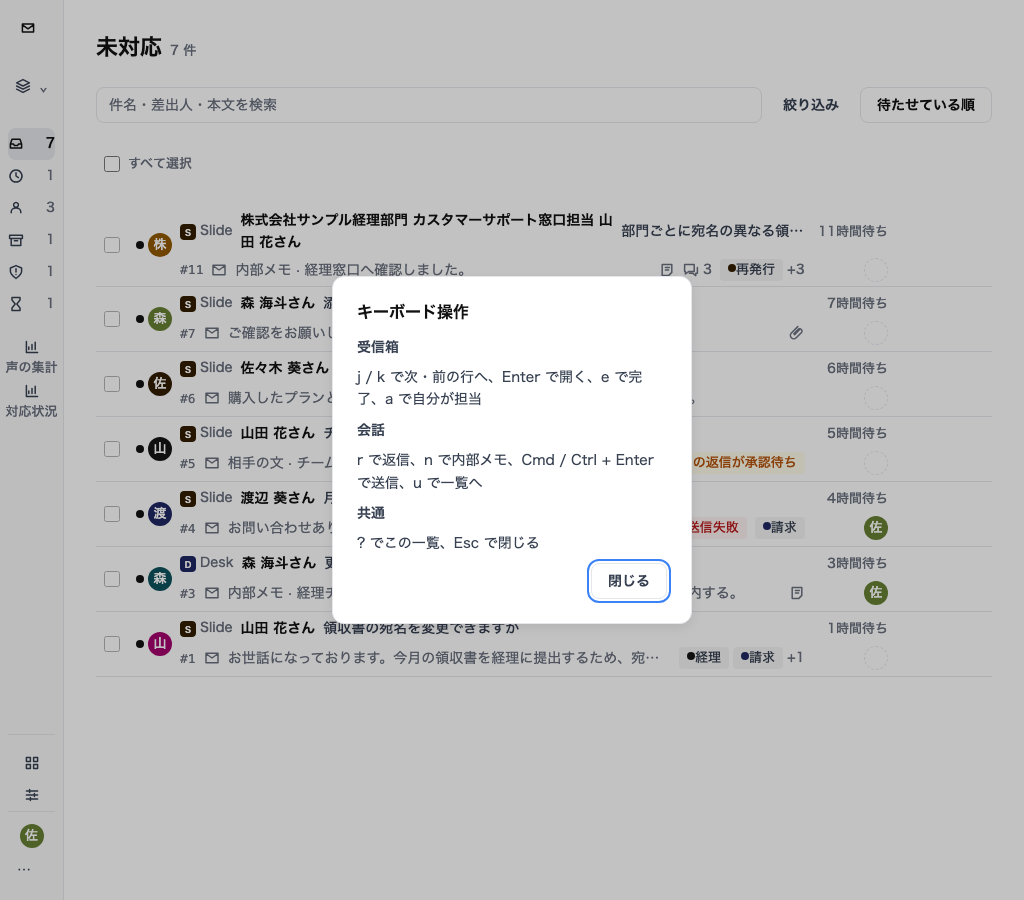 未対応 7 件
件名・差出人・本文を検索
絞り込み
待たせている順
7
1
3
1
1
1
声の集計
対応状況
佐
…
すべて選択
株 S Slide 株式会社サンプル経理部門 カスタマーサポート窓口担当 山田 花さん 部門ごとに宛名の異なる領… 11時間待ち
#11 内部メモ · 経理窓口へ確認しました。 3 再発行 +3
森 S Slide 森 海斗さん 7時間待ち
#7 ご確認をお願いし
佐 S Slide 佐々木 葵さん 6時間待ち
#6 購入したプランと
山 S Slide 山田 花さん チ 5時間待ち
#5 相手の文 · チーム の返信が承認待ち
渡 S Slide 渡辺 葵さん 月 4時間待ち
#4 お問い合わせあり 送信失敗 請求 佐
森 D Desk 森 海斗さん 更 3時間待ち
#3 内部メモ · 経理チ 内する。 佐
山 S Slide 山田 花さん 領収書の宛名を変更できますか 1時間待ち
#1 お世話になっております。今月の領収書を経理に提出するため、宛… 経理 請求 +1
キーボード操作
受信箱
j / k で次・前の行へ、Enter で開く、e で完
了、a で自分が担当
会話
r で返信、n で内部メモ、Cmd / Ctrl + Enter
で送信、u で一覧へ
共通
? でこの一覧、Esc で閉じる
閉じる